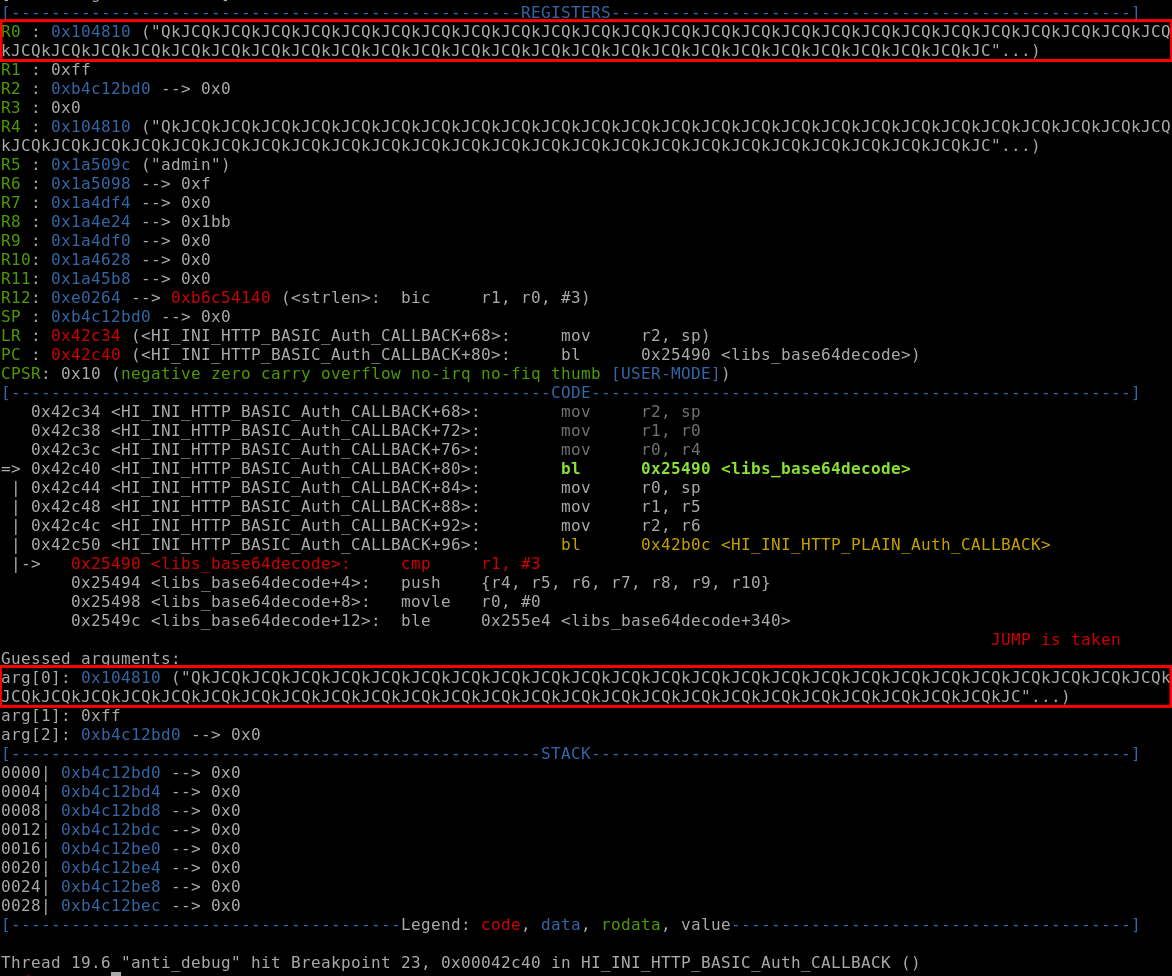 [---------------------------------------------------REGISTERS----------------------------------------------------]
R0 : 0x104810 ("QkJCQkJCQkJCQkJCQkJCQkJCQkJCQkJCQkJCQkJCQkJCQkJCQkJCQkJCQkJCQkJCQkJCQkJCQkJCQkJCQkJCQkJCQkJCQkJCQkJCQ
kJCQkJCQkJCQkJCQkJCQkJCQkJCQkJCQkJCQkJCQkJCQkJCQkJCQkJCQkJCQkJCQkJCQkJCQkJCQkJCQkJCQkJCQkJCQkJCQkJC"...)
R1 : 0xff
R2 : 0xb4c12bd0 --> 0x0
R3 : 0x0
R4 : 0x104810 ("QkJCQkJCQkJCQkJCQkJCQkJCQkJCQkJCQkJCQkJCQkJCQkJCQkJCQkJCQkJCQkJCQkJCQkJCQkJCQkJCQkJCQkJCQkJCQkJCQkJCQ
kJCQkJCQkJCQkJCQkJCQkJCQkJCQkJCQkJCQkJCQkJCQkJCQkJCQkJCQkJCQkJCQkJCQkJCQkJCQkJCQkJCQkJCQkJCQkJCQkJC"...)
R5 : 0x1a509c ("admin")
R6 : 0x1a5098 --> 0xf
R7 : 0x1a4df4 --> 0x0
R8 : 0x1a4e24 --> 0x1bb
R9 : 0x1a4df0 --> 0x0
R10: 0x1a4628 --> 0x0
R11: 0x1a45b8 --> 0x0
R12: 0xe0264 --> 0xb6c54140 (<strlen>:  bic     r1, r0, #3)
SP : 0xb4c12bd0 --> 0x0
LR : 0x42c34 (<HI_INI_HTTP_BASIC_Auth_CALLBACK+68>:     mov     r2, sp)
PC : 0x42c40 (<HI_INI_HTTP_BASIC_Auth_CALLBACK+80>:     bl      0x25490 <libs_base64decode>)
CPSR: 0x10 (negative zero carry overflow no-irq no-fiq thumb [USER-MODE])
[------------------------------------------------------CODE------------------------------------------------------]
   0x42c34 <HI_INI_HTTP_BASIC_Auth_CALLBACK+68>:        mov     r2, sp
   0x42c38 <HI_INI_HTTP_BASIC_Auth_CALLBACK+72>:        mov     r1, r0
   0x42c3c <HI_INI_HTTP_BASIC_Auth_CALLBACK+76>:        mov     r0, r4
=> 0x42c40 <HI_INI_HTTP_BASIC_Auth_CALLBACK+80>:        bl      0x25490 <libs_base64decode>
 | 0x42c44 <HI_INI_HTTP_BASIC_Auth_CALLBACK+84>:        mov     r0, sp
 | 0x42c48 <HI_INI_HTTP_BASIC_Auth_CALLBACK+88>:        mov     r1, r5
 | 0x42c4c <HI_INI_HTTP_BASIC_Auth_CALLBACK+92>:        mov     r2, r6
 | 0x42c50 <HI_INI_HTTP_BASIC_Auth_CALLBACK+96>:        bl      0x42b0c <HI_INI_HTTP_PLAIN_Auth_CALLBACK>
 |->   0x25490 <libs_base64decode>:     cmp     r1, #3
       0x25494 <libs_base64decode+4>:   push    {r4, r5, r6, r7, r8, r9, r10}
       0x25498 <libs_base64decode+8>:   movle   r0, #0
       0x2549c <libs_base64decode+12>:  ble     0x255e4 <libs_base64decode+340>
JUMP is taken
Guessed arguments:
arg[0]: 0x104810 ("QkJCQkJCQkJCQkJCQkJCQkJCQkJCQkJCQkJCQkJCQkJCQkJCQkJCQkJCQkJCQkJCQkJCQkJCQkJCQkJCQkJCQkJCQkJCQkJCQk
JCQkJCQkJCQkJCQkJCQkJCQkJCQkJCQkJCQkJCQkJCQkJCQkJCQkJCQkJCQkJCQkJCQkJCQkJCQkJCQkJCQkJCQkJCQkJCQkJCQkJC"...)
arg[1]: 0xff
arg[2]: 0xb4c12bd0 --> 0x0
[-----------------------------------------------------STACK------------------------------------------------------]
0000| 0xb4c12bd0 --> 0x0
0004| 0xb4c12bd4 --> 0x0
0008| 0xb4c12bd8 --> 0x0
0012| 0xb4c12bdc --> 0x0
0016| 0xb4c12be0 --> 0x0
0020| 0xb4c12be4 --> 0x0
0024| 0xb4c12be8 --> 0x0
0028| 0xb4c12bec --> 0x0
[---------------------------------------Legend: code, data, rodata, value----------------------------------------]
Thread 19.6 "anti_debug" hit Breakpoint 23, 0x00042c40 in HI_INI_HTTP_BASIC_Auth_CALLBACK ()